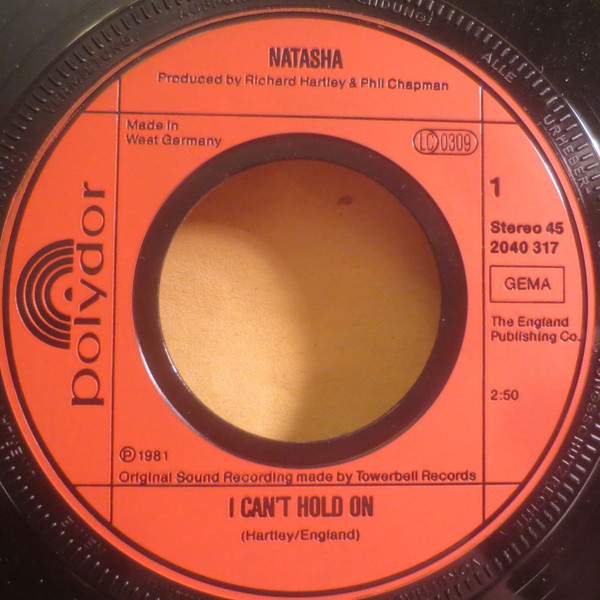 NATASHA
Produced by Richard Hartley & Phil Chapman
Made in
West Germany
LC 0309
1
Stereo 45
2040 317
GEMA
The England
Publishing Co.
2:50
polydor
Ⓟ 1981
Original Sound Recording made by Towerbell Records
I CAN'T HOLD ON
(Hartley/England)
ALLE
URHEBER